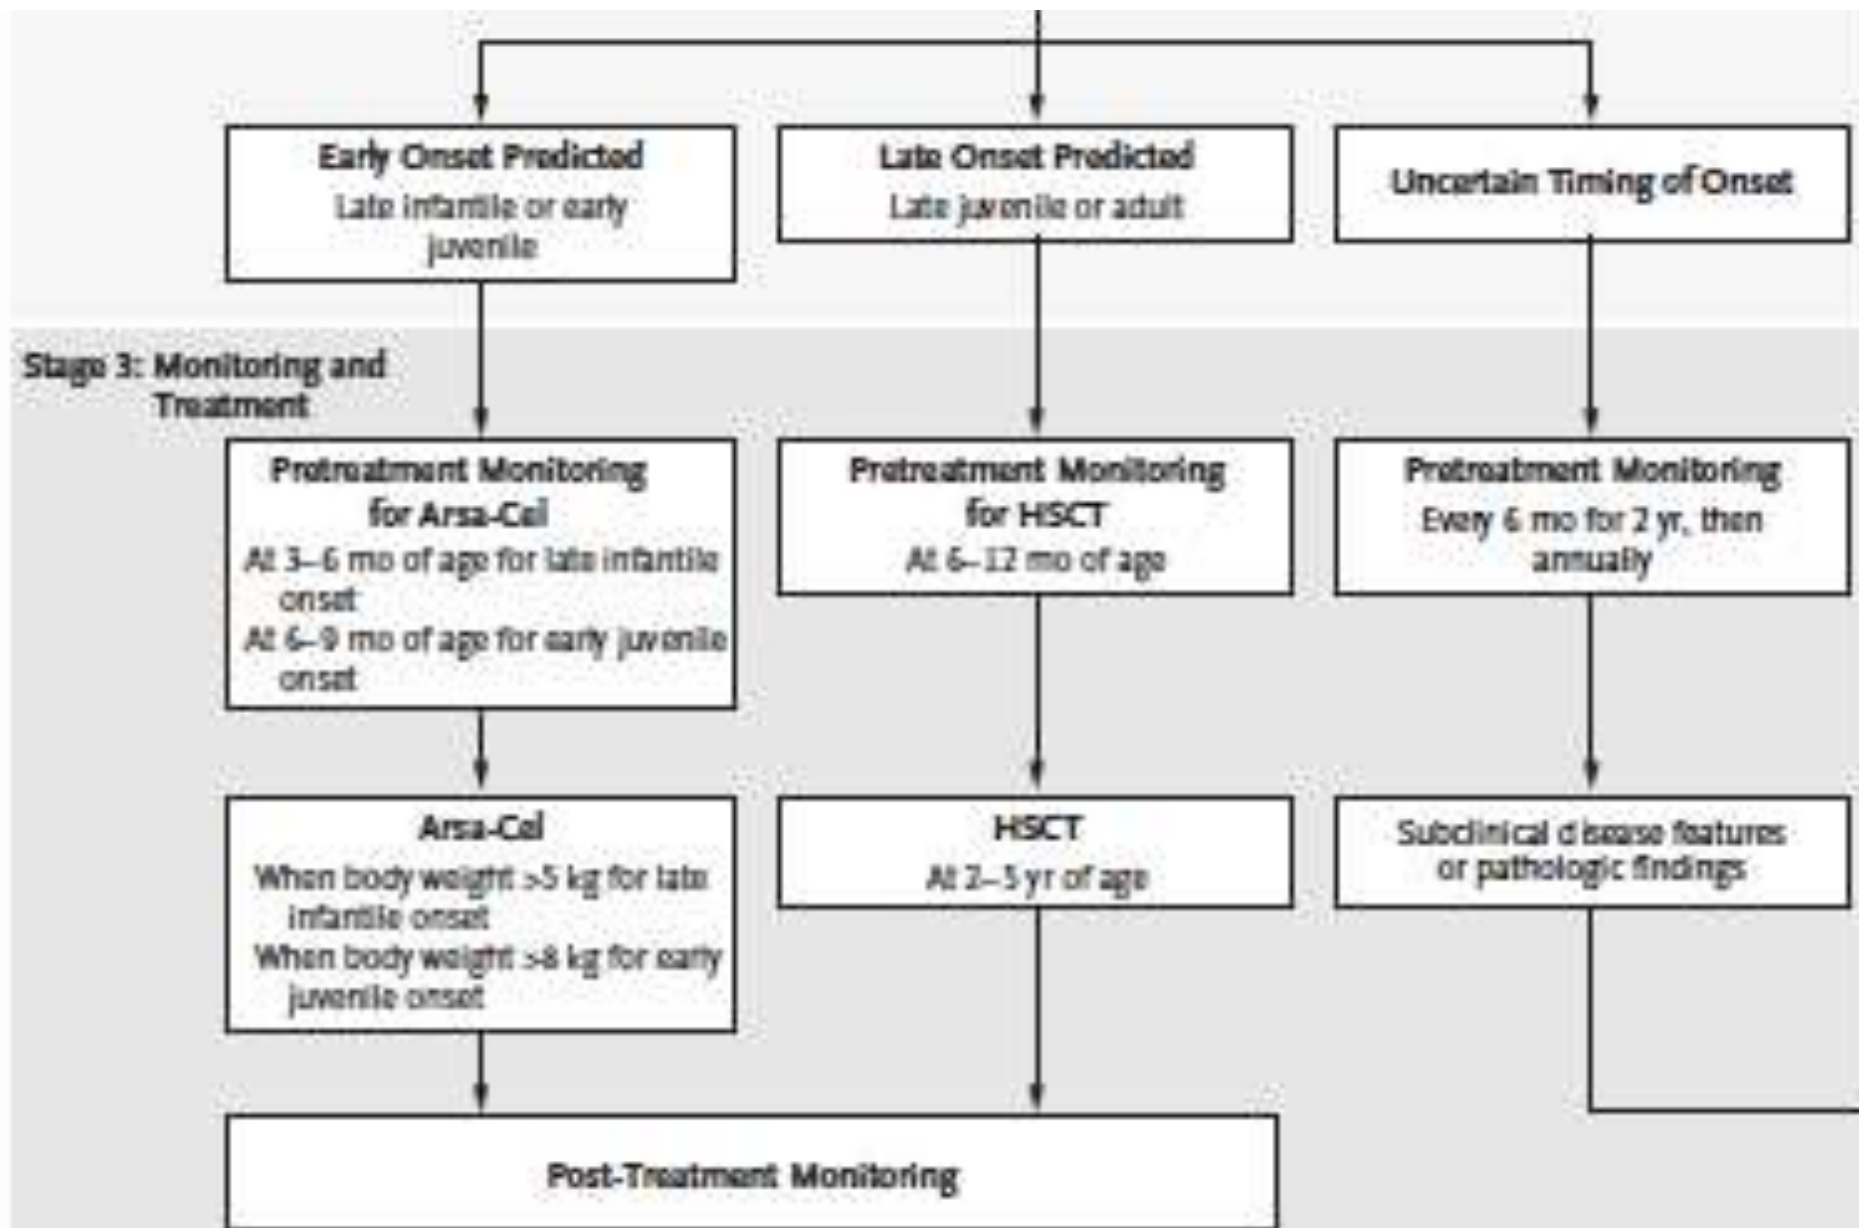 Early Onset Predicted
Late infantile or early
juvenile
Late Onset Predicted
Late juvenile or adult
Uncertain Timing of Onset
Stage 3: Monitoring and
Treatment
Pretreatment Monitoring
for Arsa-Cel
At 3–6 mo of age for late infantile
onset
At 6–9 mo of age for early juvenile
onset
Pretreatment Monitoring
for HSCT
At 6–12 mo of age
Pretreatment Monitoring
Every 6 mo for 2 yr, then
annually
Arsa-Cel
When body weight >5 kg for late
infantile onset
When body weight >8 kg for early
juvenile onset
HSCT
At 2–5 yr of age
Subclinical disease features
or pathologic findings
Post-Treatment Monitoring